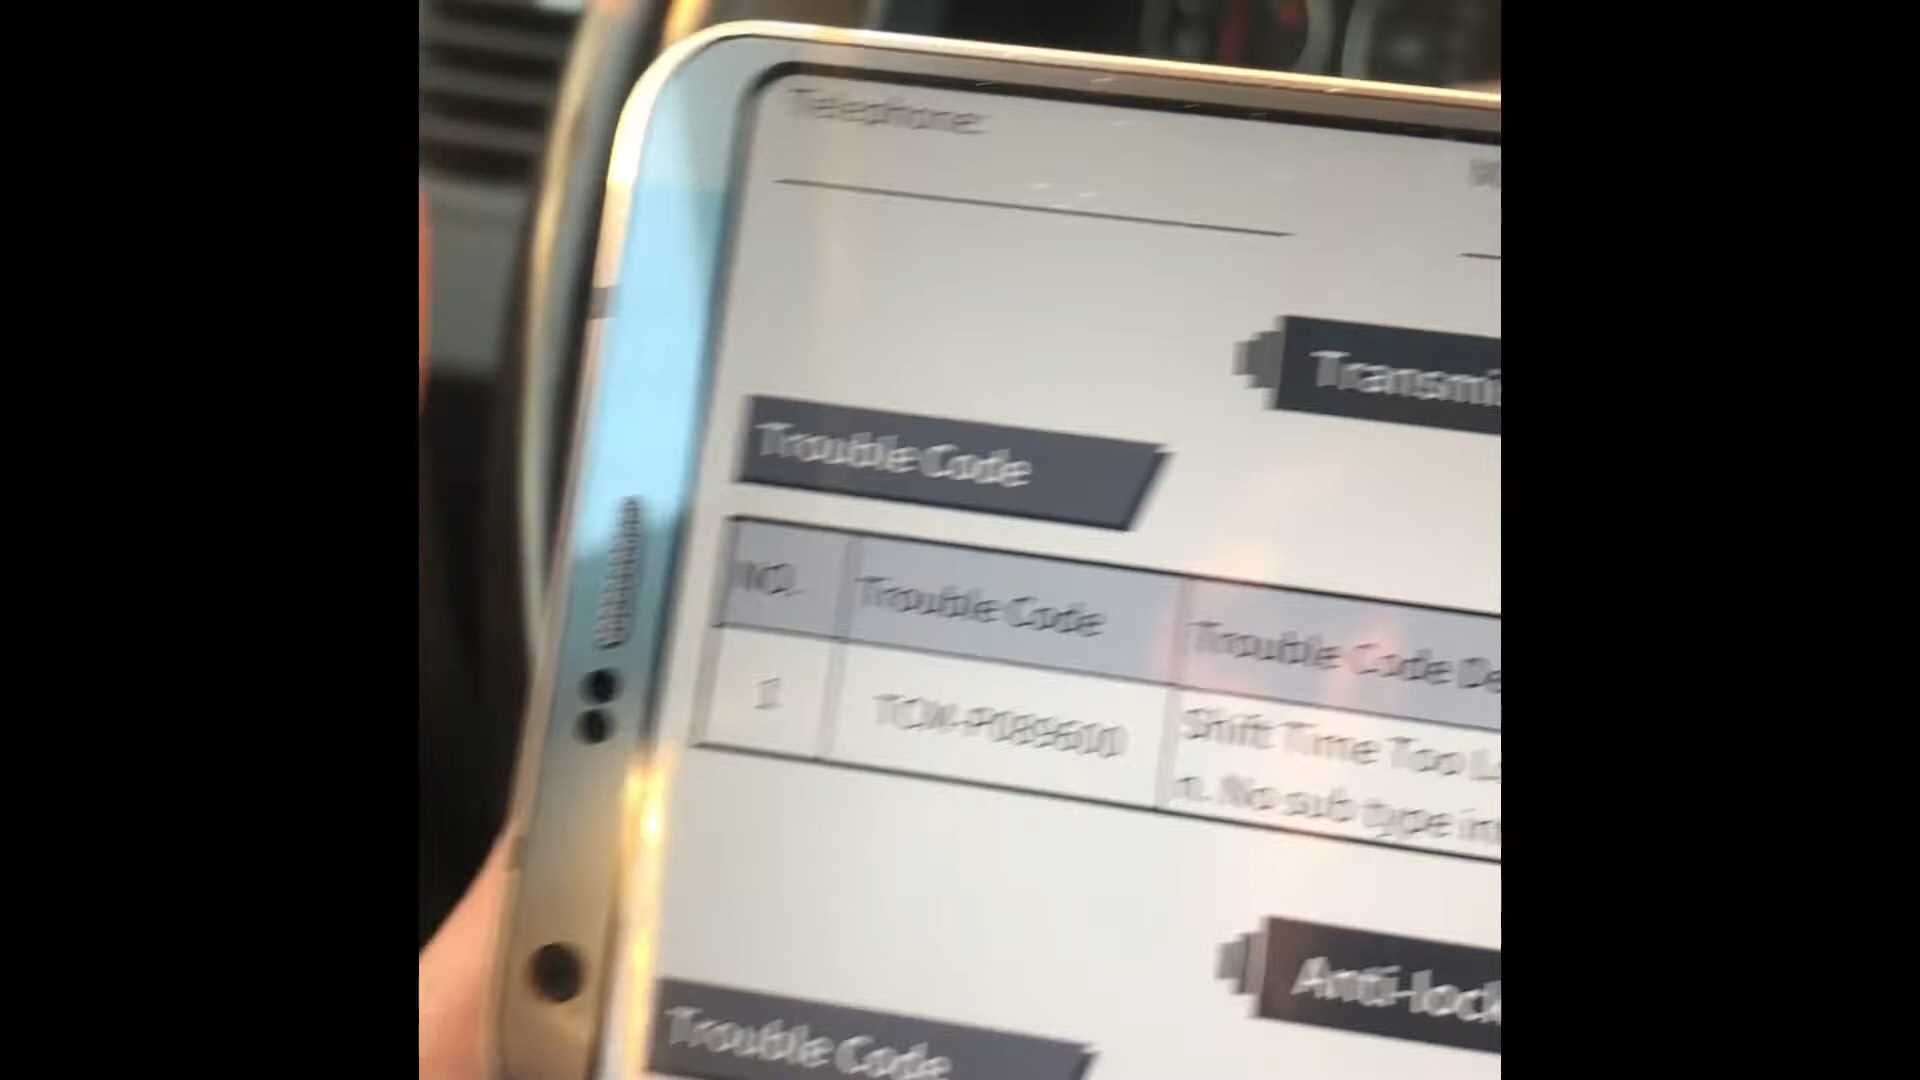 Telephone:
Transmi
Trouble Code
NO. Trouble Code Trouble Code De
1 TCM-P089600 Shift Time Too L
n. No sub type in
Anti-lock
Trouble Code